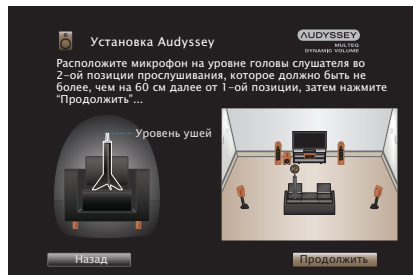 Установка Audyssey
AUDYSSEY
MULTEQ
DYNAMIC VOLUME
Расположите микрофон на уровне головы слушателя во
2-ой позиции прослушивания, которое должно быть не
более, чем на 60 см далее от 1-ой позиции, затем нажмите
"Продолжить"...
Уровень ушей
Назад
Продолжить